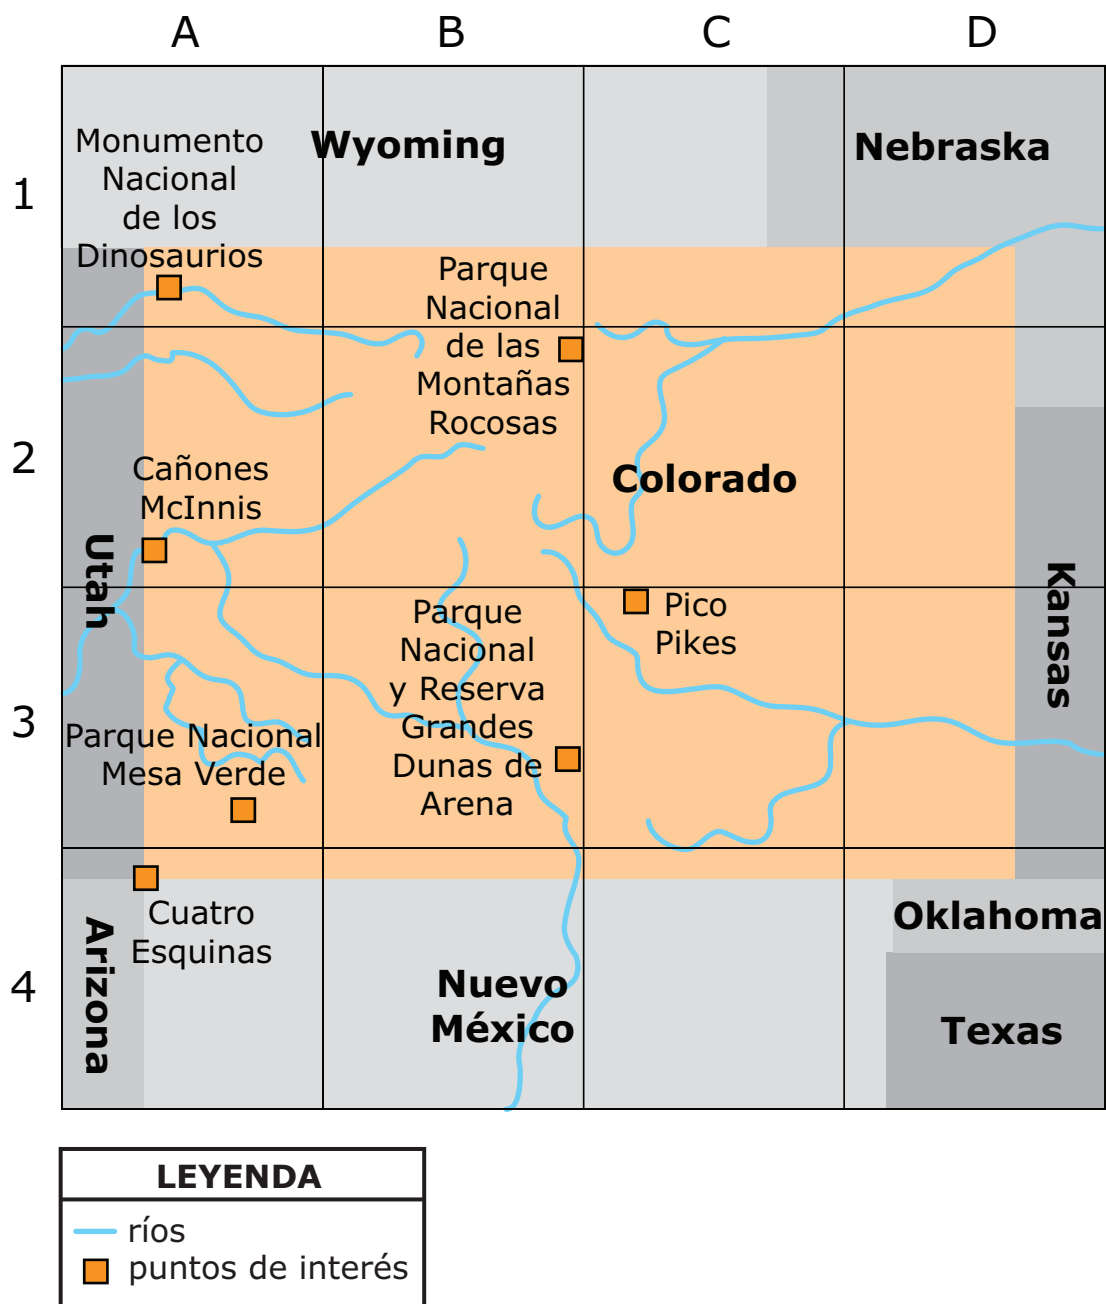 A
B
C
D
1
2
3
4
Monumento
Nacional
de los
Dinosaurios
Wyoming
Nebraska
Parque
Nacional
de las
Montañas
Rocosas
Cañones
McInnis
Colorado
Utah
Kansas
Parque
Nacional
y Reserva
Grandes
Dunas de
Arena
Pico
Pikes
Parque Nacional
Mesa Verde
Cuatro
Esquinas
Arizona
Nuevo
México
Oklahoma
Texas
LEYENDA
ríos
puntos de interés